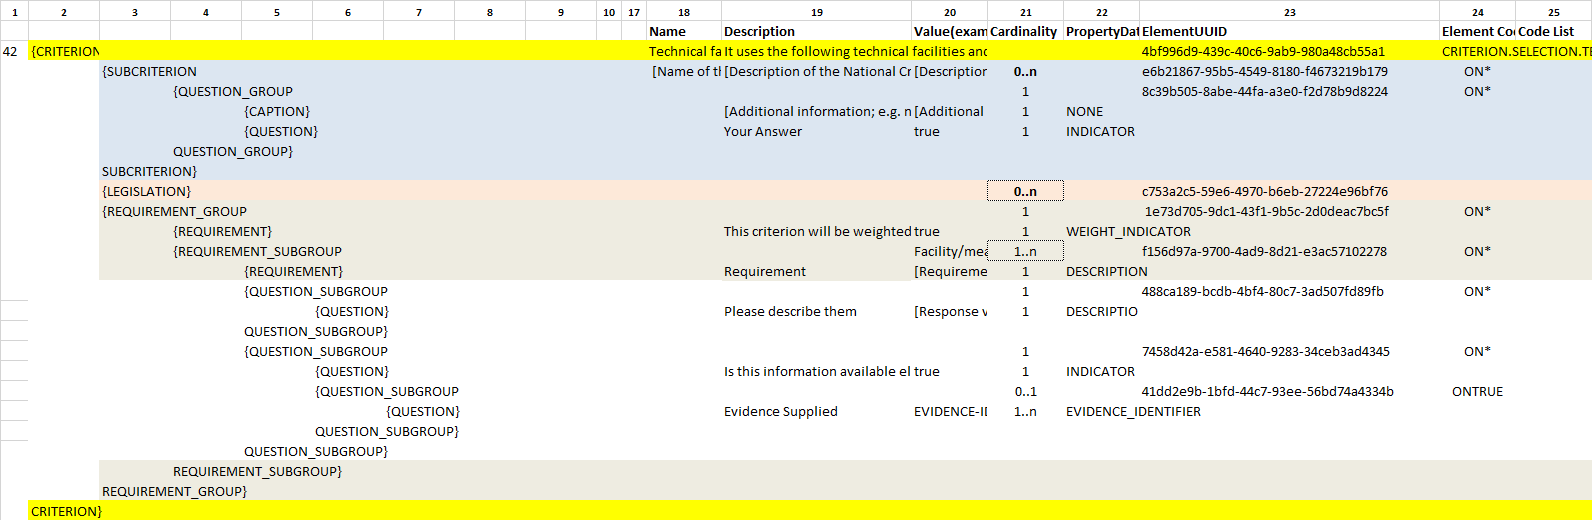 1 2 3 4 5 6 7 8 9 10 17 18 19 20 21 22 23 24 25
Name Description Value(exam Cardinality PropertyDat ElementUUID Element Co Code List
42 {CRITERION Technical fa It uses the following technical facilities and 4bf996d9-439c-40c6-9ab9-980a48cb55a1 CRITERION.SELECTION.TE
{SUBCRITERION [Name of th [Description of the National Cr [Description 0..n e6b21867-95b5-4549-8180-f4673219b179 ON*
{QUESTION_GROUP 1 8c39b505-8abe-44fa-a3e0-f2d78b9d8224 ON*
{CAPTION} [Additional information; e.g. n [Additional 1 NONE
{QUESTION} Your Answer true 1 INDICATOR
QUESTION_GROUP}
SUBCRITERION}
{LEGISLATION} 0..n c753a2c5-59e6-4970-b6eb-27224e96bf76
{REQUIREMENT_GROUP 1 1e73d705-9dc1-43f1-9b5c-2d0deac7bc5f ON*
{REQUIREMENT} This criterion will be weighted true 1 WEIGHT_INDICATOR
{REQUIREMENT_SUBGROUP Facility/mea 1..n f156d97a-9700-4ad9-8d21-e3ac57102278 ON*
{REQUIREMENT} Requirement [Requireme 1 DESCRIPTION
{QUESTION_SUBGROUP 1 488ca189-bcdb-4bf4-80c7-3ad507fd89fb ON*
{QUESTION} Please describe them [Response v 1 DESCRIPTIO
QUESTION_SUBGROUP}
{QUESTION_SUBGROUP 1 7458d42a-e581-4640-9283-34ceb3ad4345 ON*
{QUESTION} Is this information available el true 1 INDICATOR
{QUESTION_SUBGROUP 0..1 41dd2e9b-1bfd-44c7-93ee-56bd74a4334b ONTRUE
{QUESTION} Evidence Supplied EVIDENCE-II 1..n EVIDENCE_IDENTIFIER
QUESTION_SUBGROUP}
QUESTION_SUBGROUP}
REQUIREMENT_SUBGROUP}
REQUIREMENT_GROUP}
CRITERION}